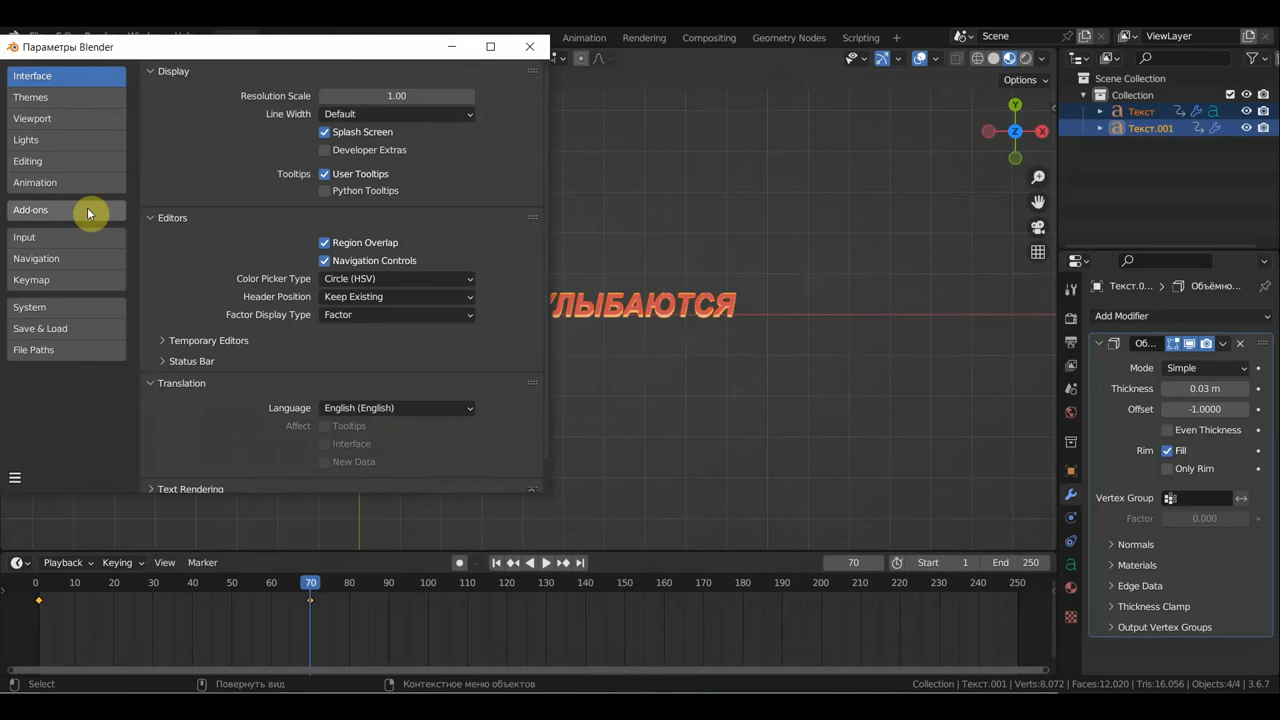 Параметры Blender
Interface
Themes
Viewport
Lights
Editing
Animation
Add-ons
Input
Navigation
Keymap
System
Save & Load
File Paths
Display
Resolution Scale 1.00
Line Width Default
Splash Screen
Developer Extras
Tooltips User Tooltips
Python Tooltips
Editors
Region Overlap
Navigation Controls
Color Picker Type Circle (HSV)
Header Position Keep Existing
Factor Display Type Factor
Temporary Editors
Status Bar
Translation
Language English (English)
Affect Tooltips
Interface
New Data
Text Rendering
Animation Rendering Compositing Geometry Nodes Scripting
Scene ViewLayer
Options
Y
Z X
УЛЫБАЮТСЯ
Scene Collection
Collection
Текст
Текст.001
Текст.0... Объёмно...
Add Modifier
Об...
Mode Simple
Thickness 0.03 m
Offset -1.0000
Even Thickness
Rim Fill
Only Rim
Vertex Group
Factor 0.000
Normals
Materials
Edge Data
Thickness Clamp
Output Vertex Groups
Playback Keying View Marker 70 Start 1 End 250
0 10 20 30 40 50 60 70 80 90 100 110 120 130 140 150 160 170 180 190 200 210 220 230 240 250
Select Повернуть вид Контекстное меню объектов Collection | Текст.001 | Verts:8,072 | Faces:12,020 | Tris:16,056 | Objects:4/4 | 3.6.7